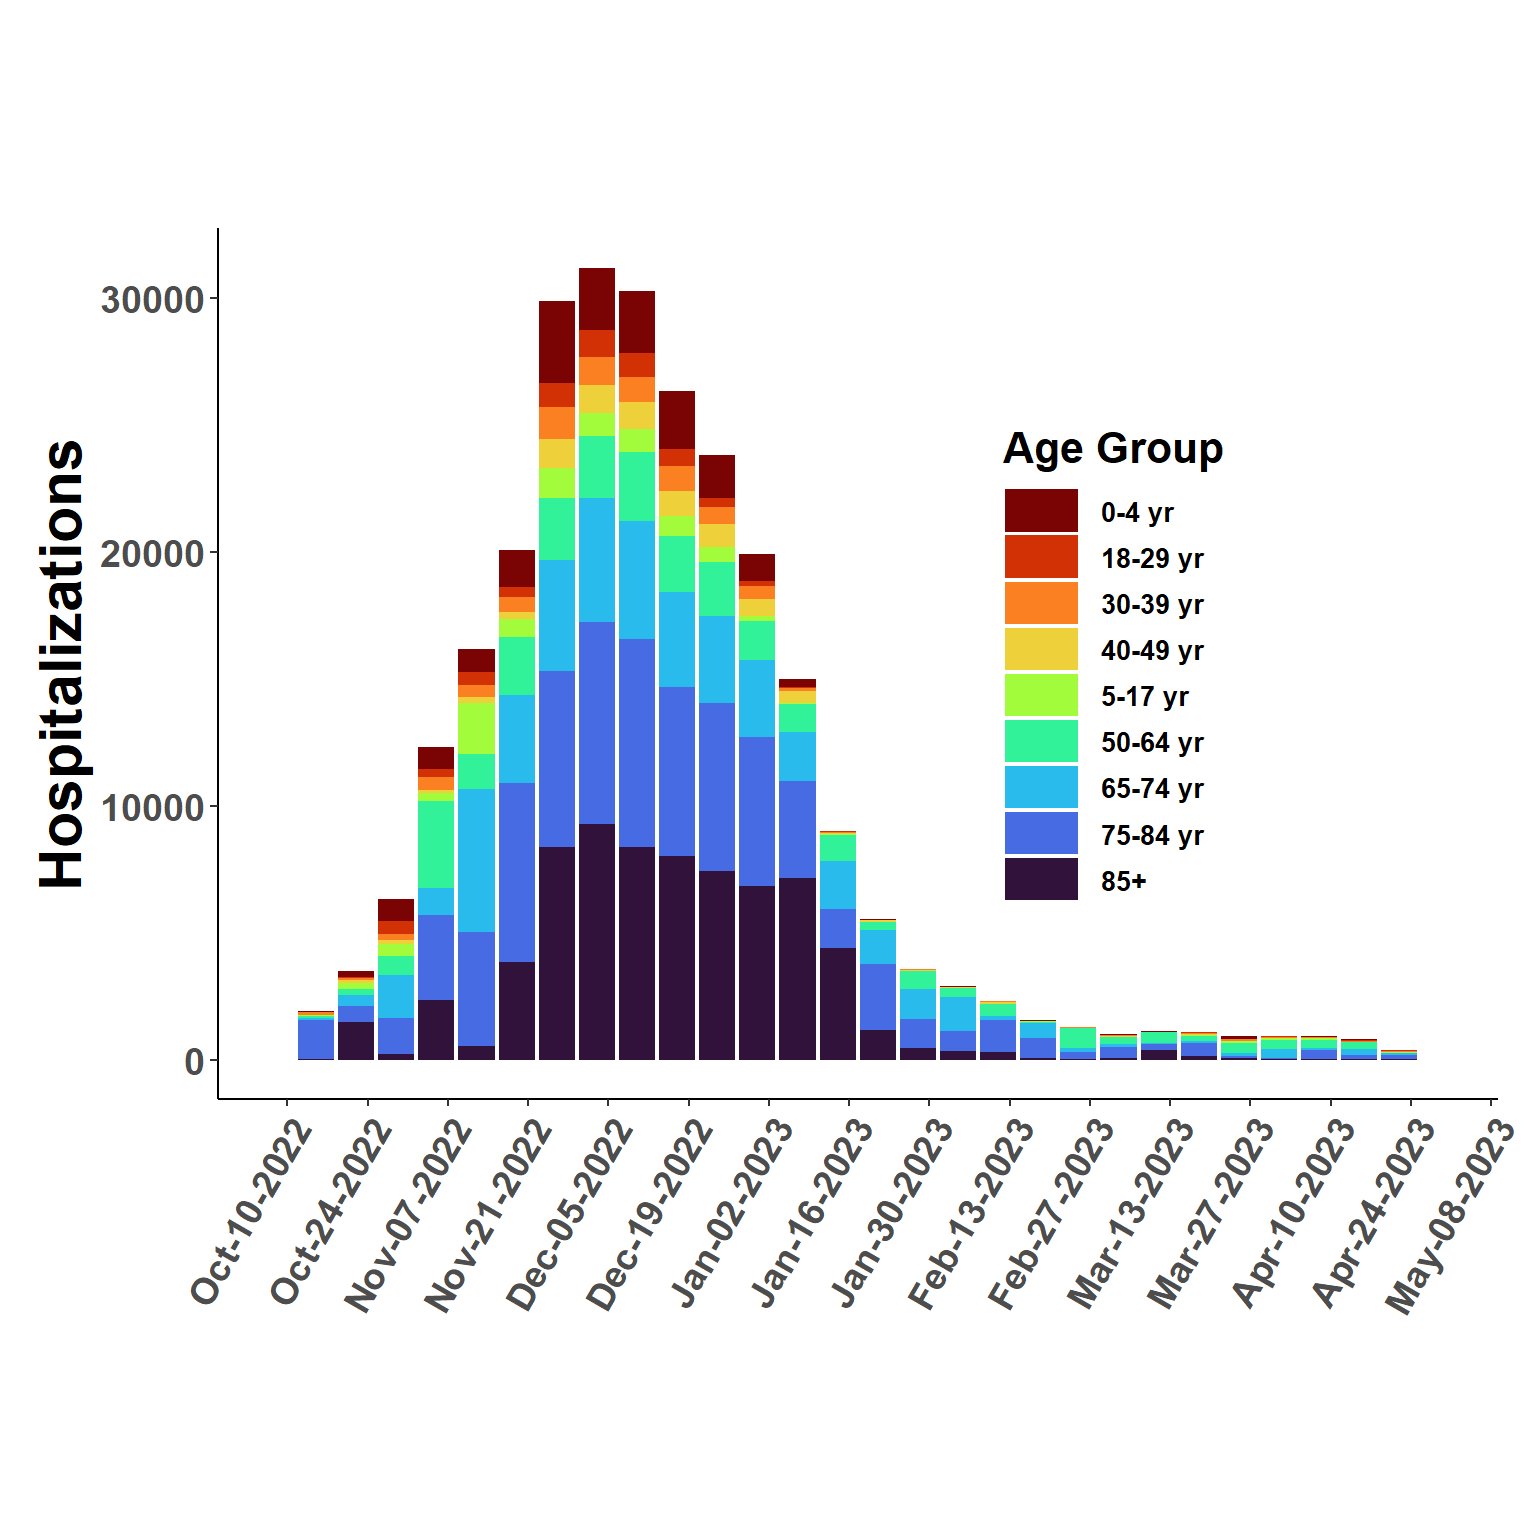 Hospitalizations
30000
20000
10000
0
Age Group
0-4 yr
18-29 yr
30-39 yr
40-49 yr
5-17 yr
50-64 yr
65-74 yr
75-84 yr
85+
Oct-10-2022
Oct-24-2022
Nov-07-2022
Nov-21-2022
Dec-05-2022
Dec-19-2022
Jan-02-2023
Jan-16-2023
Jan-30-2023
Feb-13-2023
Feb-27-2023
Mar-13-2023
Mar-27-2023
Apr-10-2023
Apr-24-2023
May-08-2023